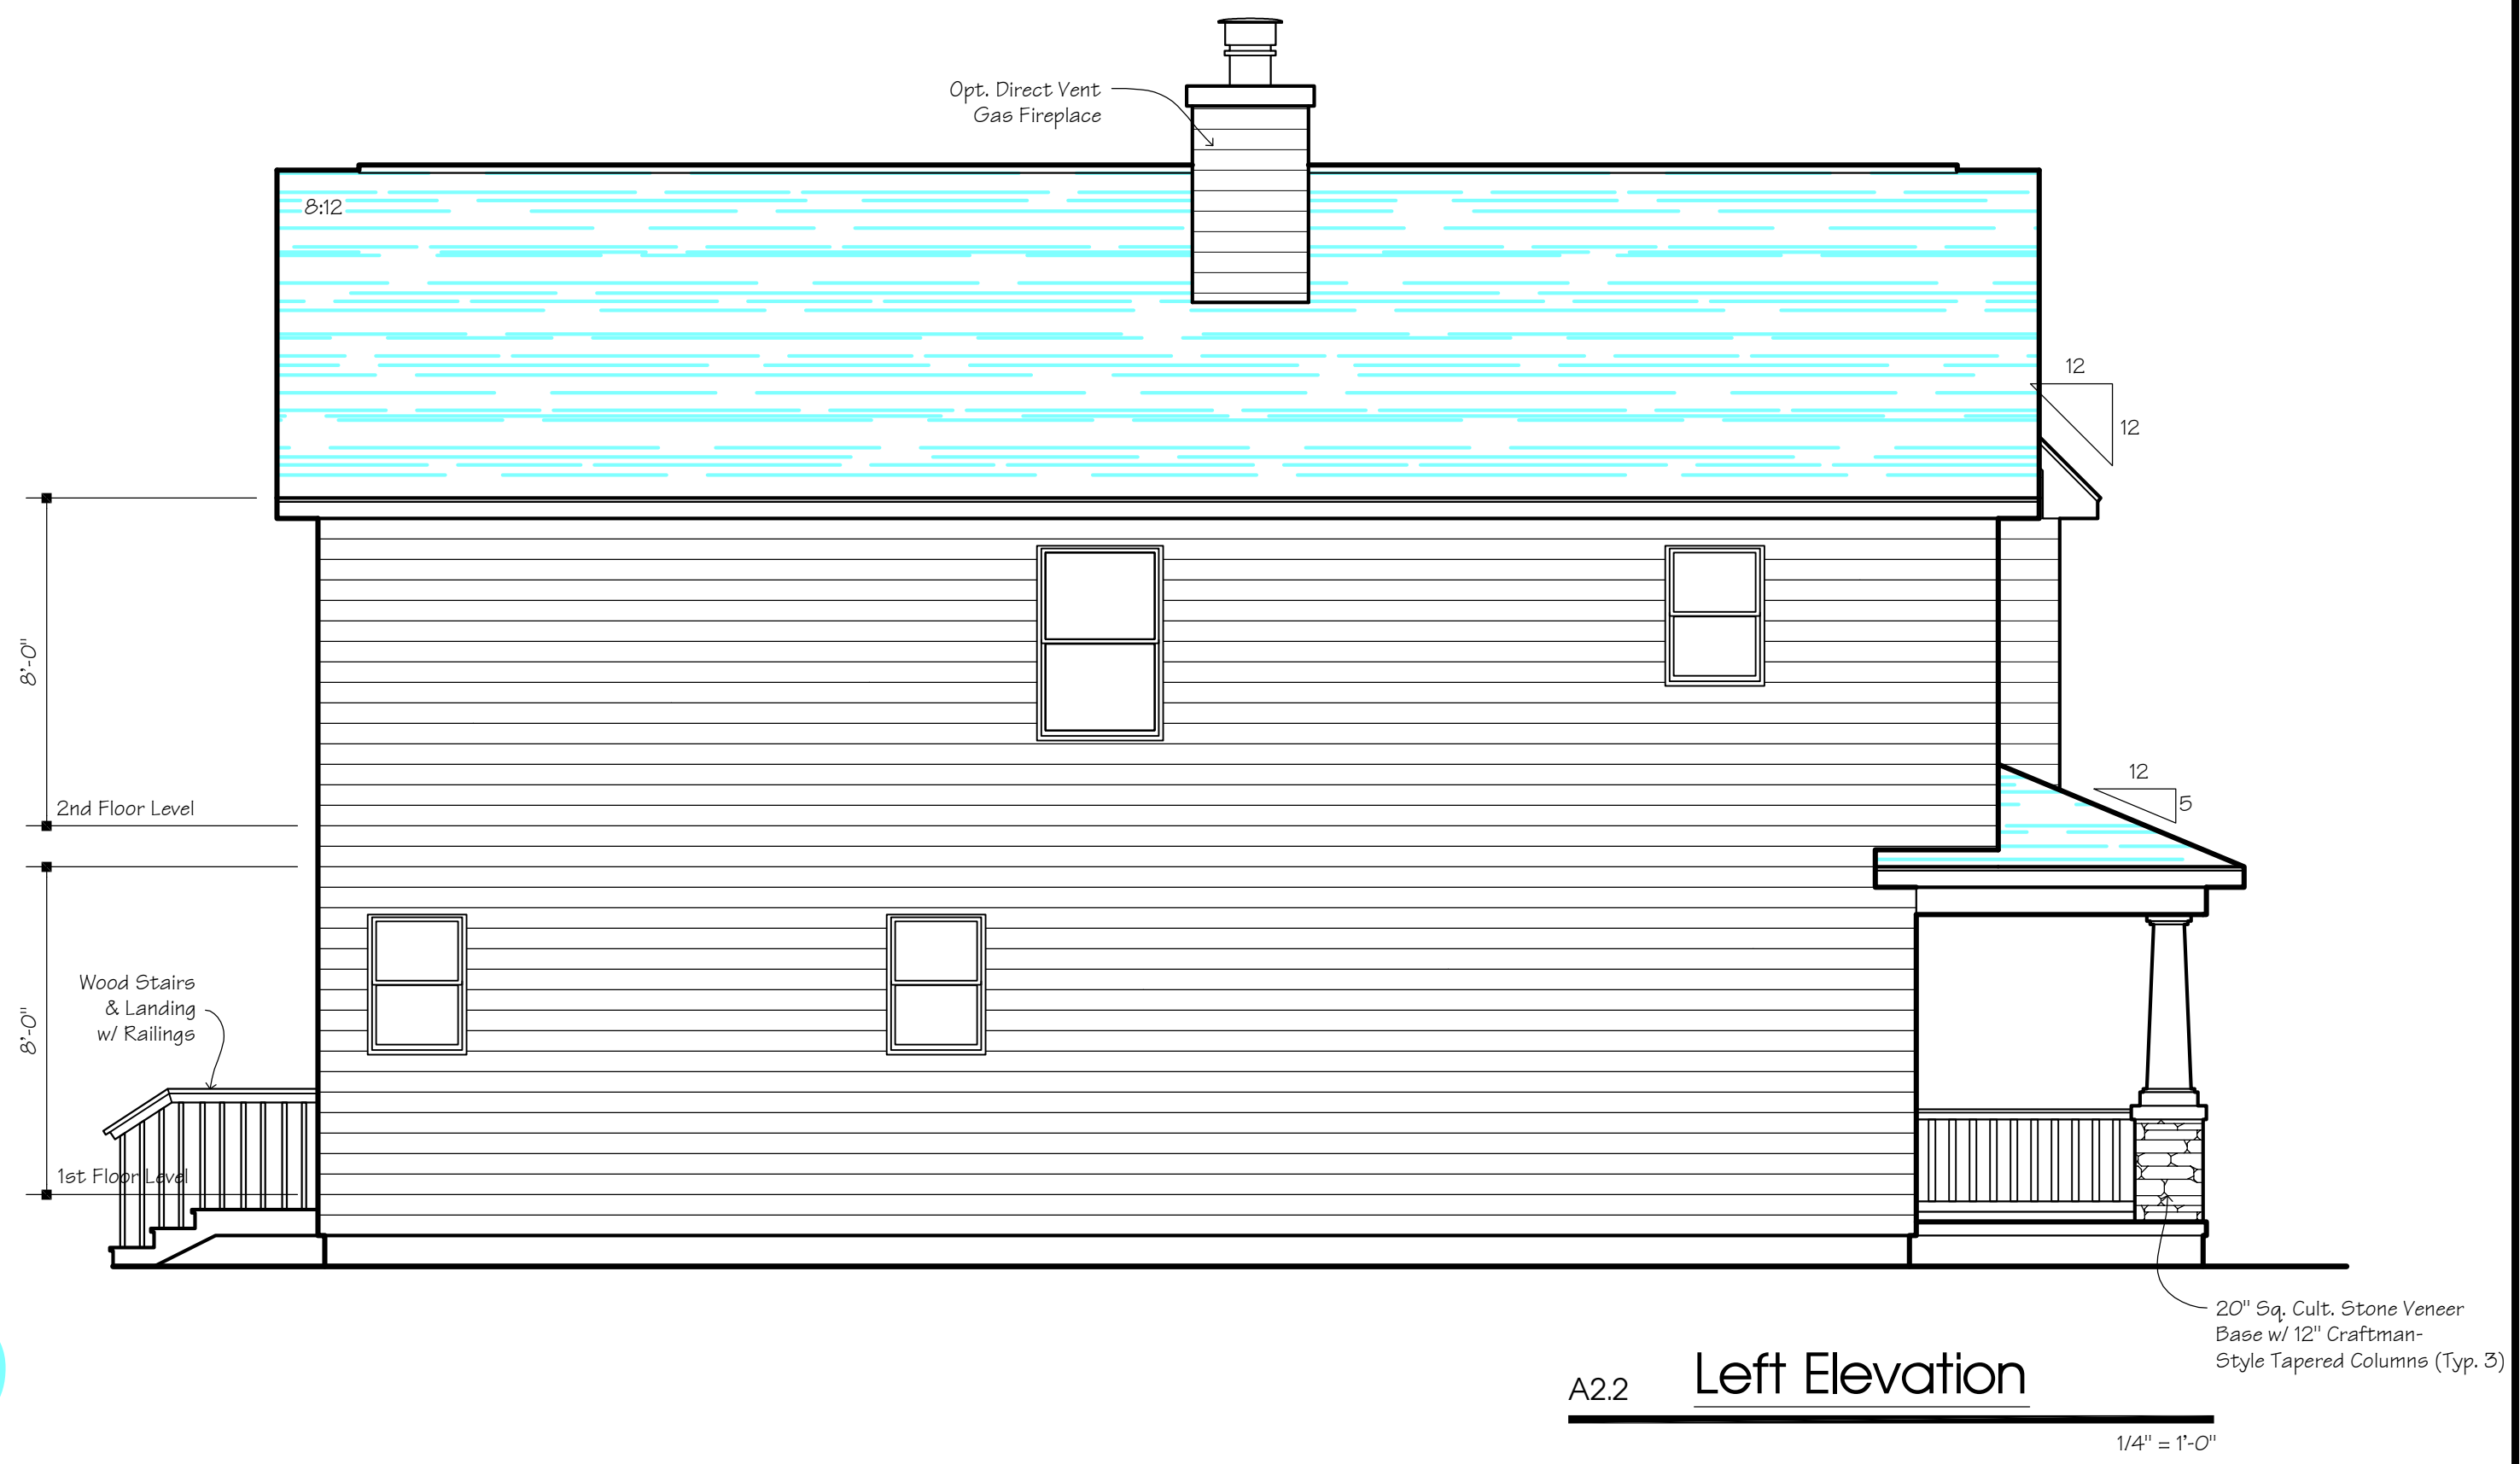 Opt. Direct Vent
Gas Fireplace
8:12
12
12
8'-0"
2nd Floor Level
12
5
Wood Stairs
& Landing
w/ Railings
8'-0"
1st Floor Level
20" Sq. Cult. Stone Veneer
Base w/ 12" Craftman-
Style Tapered Columns (Typ. 3)
A2.2 Left Elevation
1/4" = 1'-0"